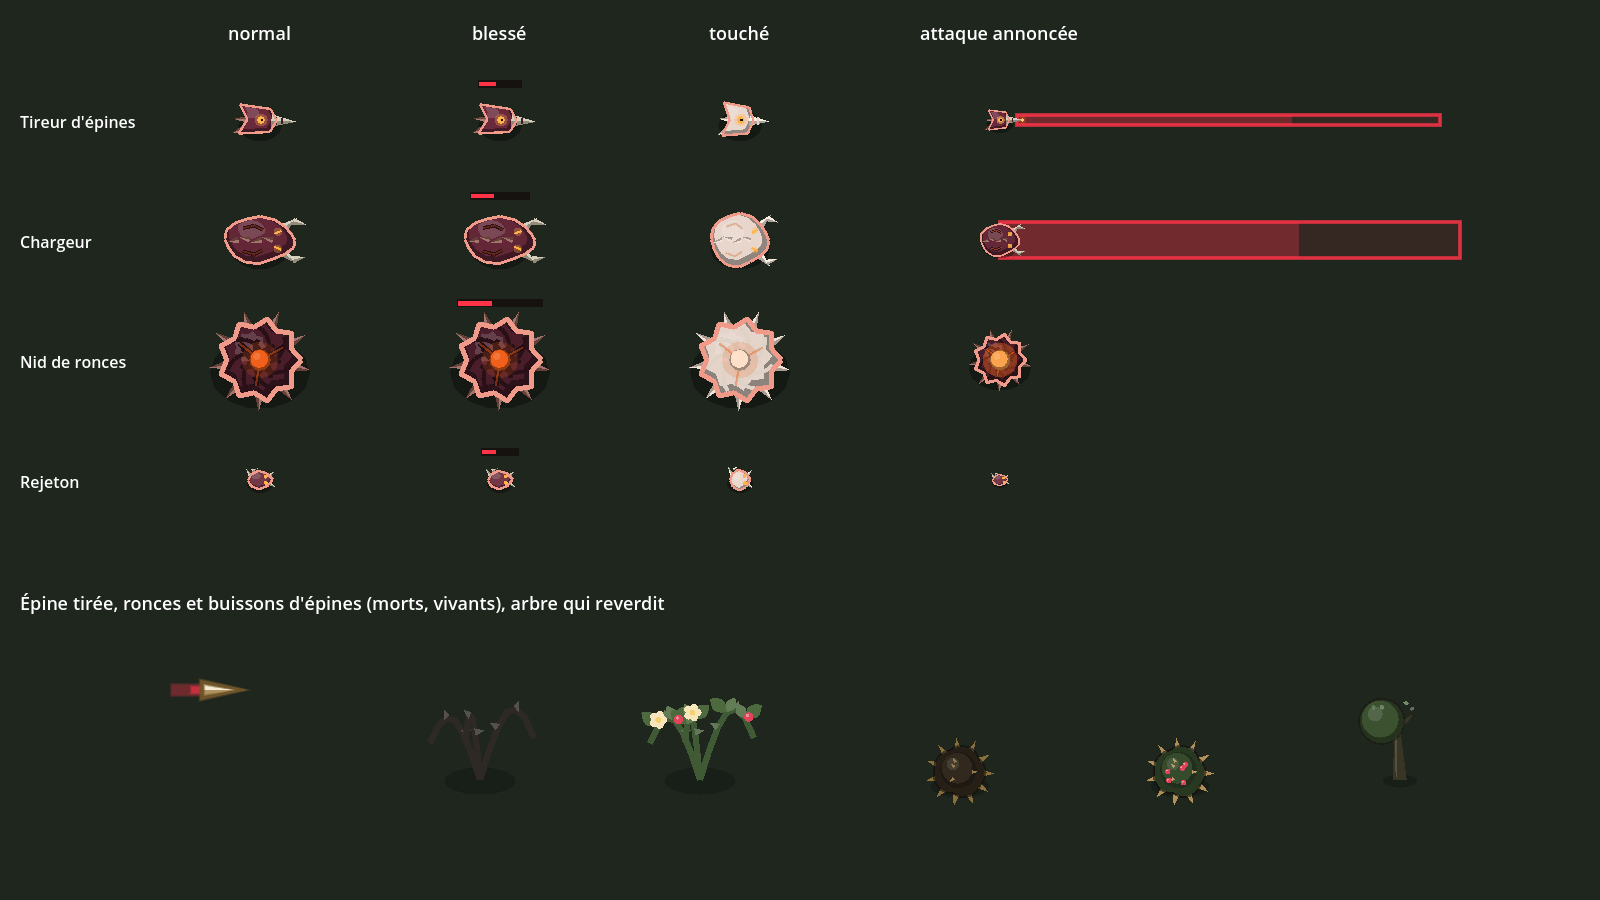 normal
blessé
touché
attaque annoncée
Tireur d'épines
Chargeur
Nid de ronces
Rejeton
Épine tirée, ronces et buissons d'épines (morts, vivants), arbre qui reverdit